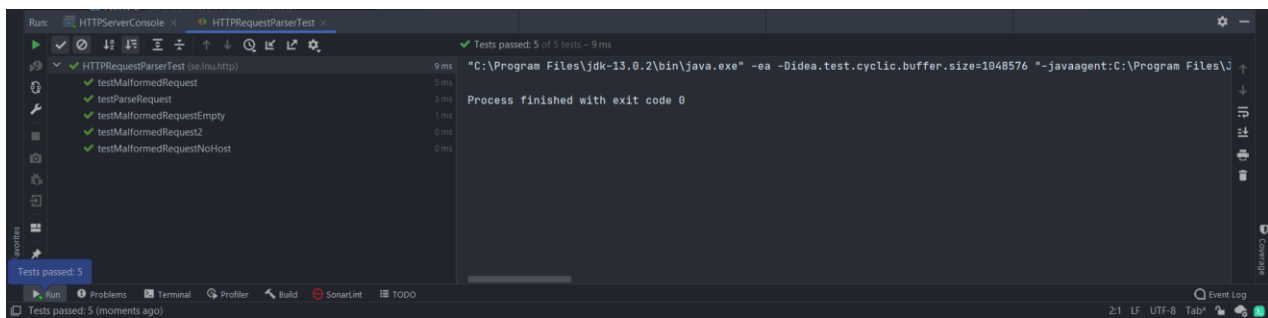 Run: HTTPServerConsole × HTTPRequestParserTest ×
Tests passed: 5 of 5 tests – 9 ms
HTTPRequestParserTest (se.lnu.http) 9 ms
testMalformedRequest 5 ms
testParseRequest 3 ms
testMalformedRequestEmpty 1 ms
testMalformedRequest2 0 ms
testMalformedRequestNoHost 0 ms
"C:\Program Files\jdk-13.0.2\bin\java.exe" -ea -Didea.test.cyclic.buffer.size=1048576 "-javaagent:C:\Program Files\J
Process finished with exit code 0
avorites
Coverage
Tests passed: 5
Run Problems Terminal Profiler Build SonarLint TODO Event Log
Tests passed: 5 (moments ago) 2:1 LF UTF-8 Tab*